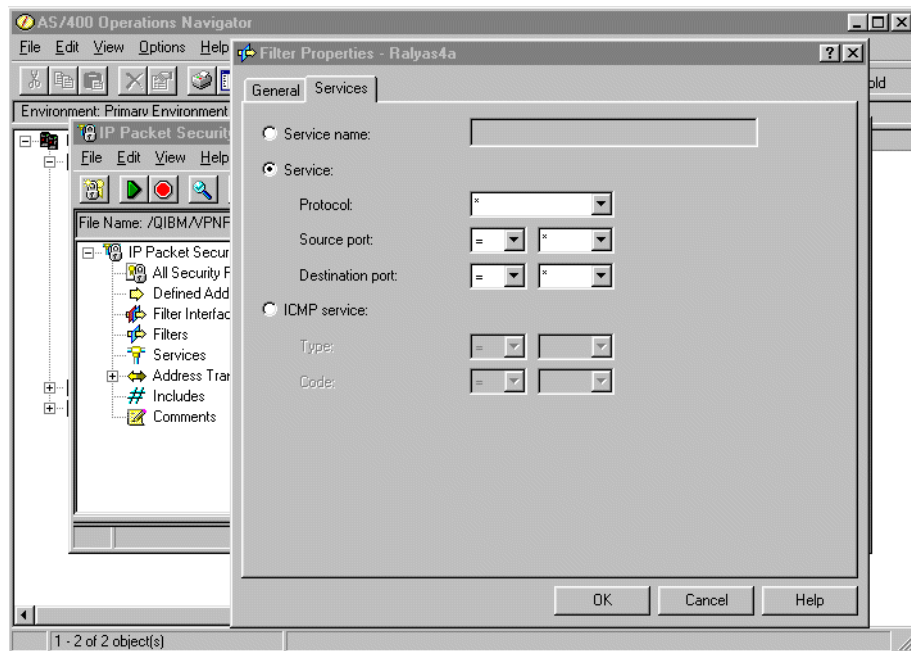 AS/400 Operations Navigator
File Edit View Options Help
Environment: Primary Environment
IP Packet Securit
File Edit View Help
File Name: /QIBM/VPNF
IP Packet Secur
All Security F
Defined Add
Filter Interfac
Filters
Services
Address Tran
Includes
Comments
Filter Properties - Ralyas4a
General Services
Service name:
Service:
Protocol: *
Source port: = *
Destination port: = *
ICMP service:
Type: =
Code: =
OK Cancel Help
old
1 - 2 of 2 object(s)